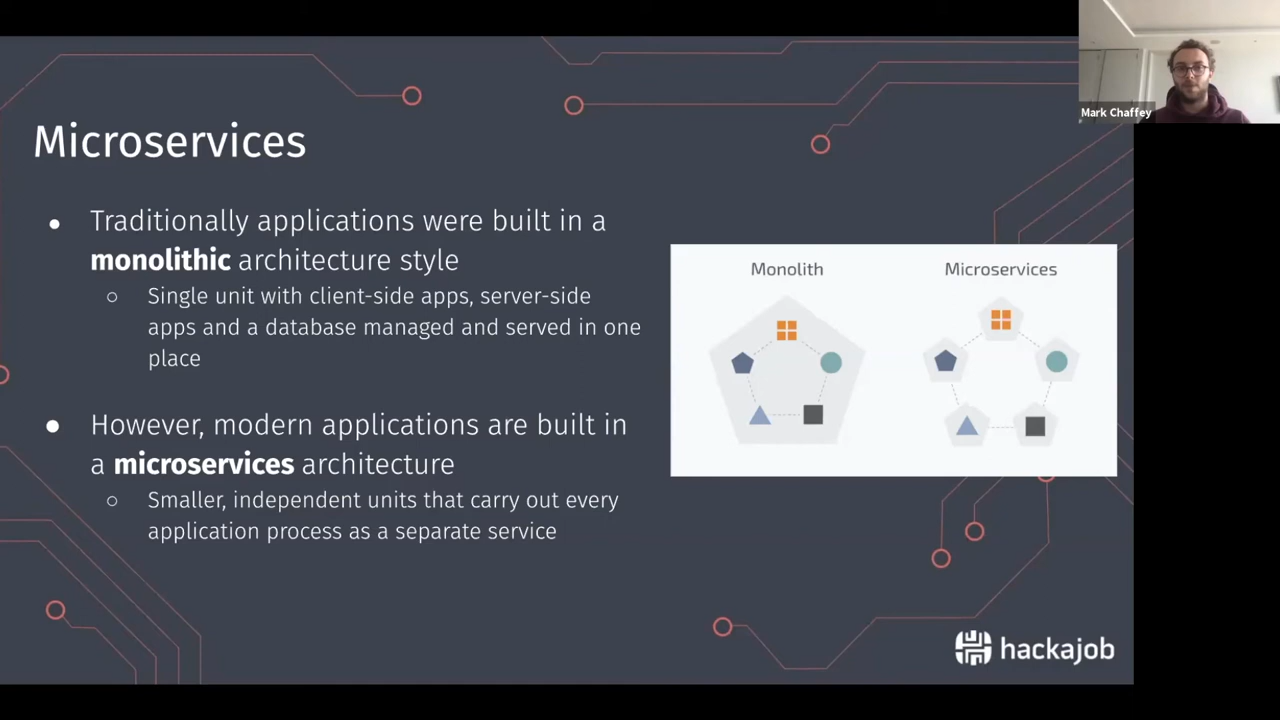 Mark Chaffey
Microservices
● Traditionally applications were built in a
monolithic architecture style
○ Single unit with client-side apps, server-side
apps and a database managed and served in one
place
● However, modern applications are built in
a microservices architecture
○ Smaller, independent units that carry out every
application process as a separate service
Monolith
Microservices
hackajob